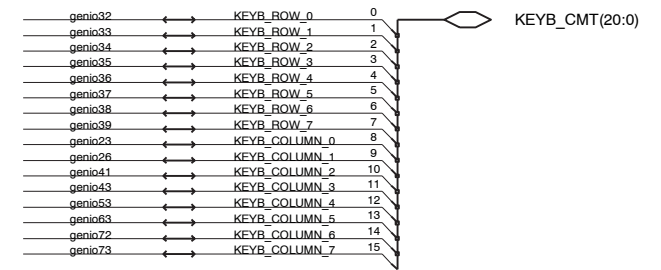 genio32 KEYB_ROW_0 0 KEYB_CMT(20:0)
genio33 KEYB_ROW_1 1
genio34 KEYB_ROW_2 2
genio35 KEYB_ROW_3 3
genio36 KEYB_ROW_4 4
genio37 KEYB_ROW_5 5
genio38 KEYB_ROW_6 6
genio39 KEYB_ROW_7 7
genio23 KEYB_COLUMN_0 8
genio26 KEYB_COLUMN_1 9
genio41 KEYB_COLUMN_2 10
genio43 KEYB_COLUMN_3 11
genio53 KEYB_COLUMN_4 12
genio63 KEYB_COLUMN_5 13
genio72 KEYB_COLUMN_6 14
genio73 KEYB_COLUMN_7 15